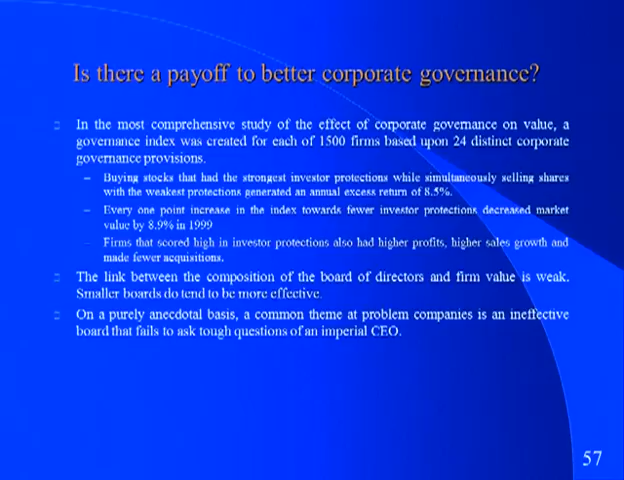 Is there a payoff to better corporate governance?
In the most comprehensive study of the effect of corporate governance on value, a
governance index was created for each of 1500 firms based upon 24 distinct corporate
governance provisions.
– Buying stocks that had the strongest investor protections while simultaneously selling shares
with the weakest protections generated an annual excess return of 8.5%.
– Every one point increase in the index towards fewer investor protections decreased market
value by 8.9% in 1999
– Firms that scored high in investor protections also had higher profits, higher sales growth and
made fewer acquisitions.
The link between the composition of the board of directors and firm value is weak.
Smaller boards do tend to be more effective.
On a purely anecdotal basis, a common theme at problem companies is an ineffective
board that fails to ask tough questions of an imperial CEO.
57